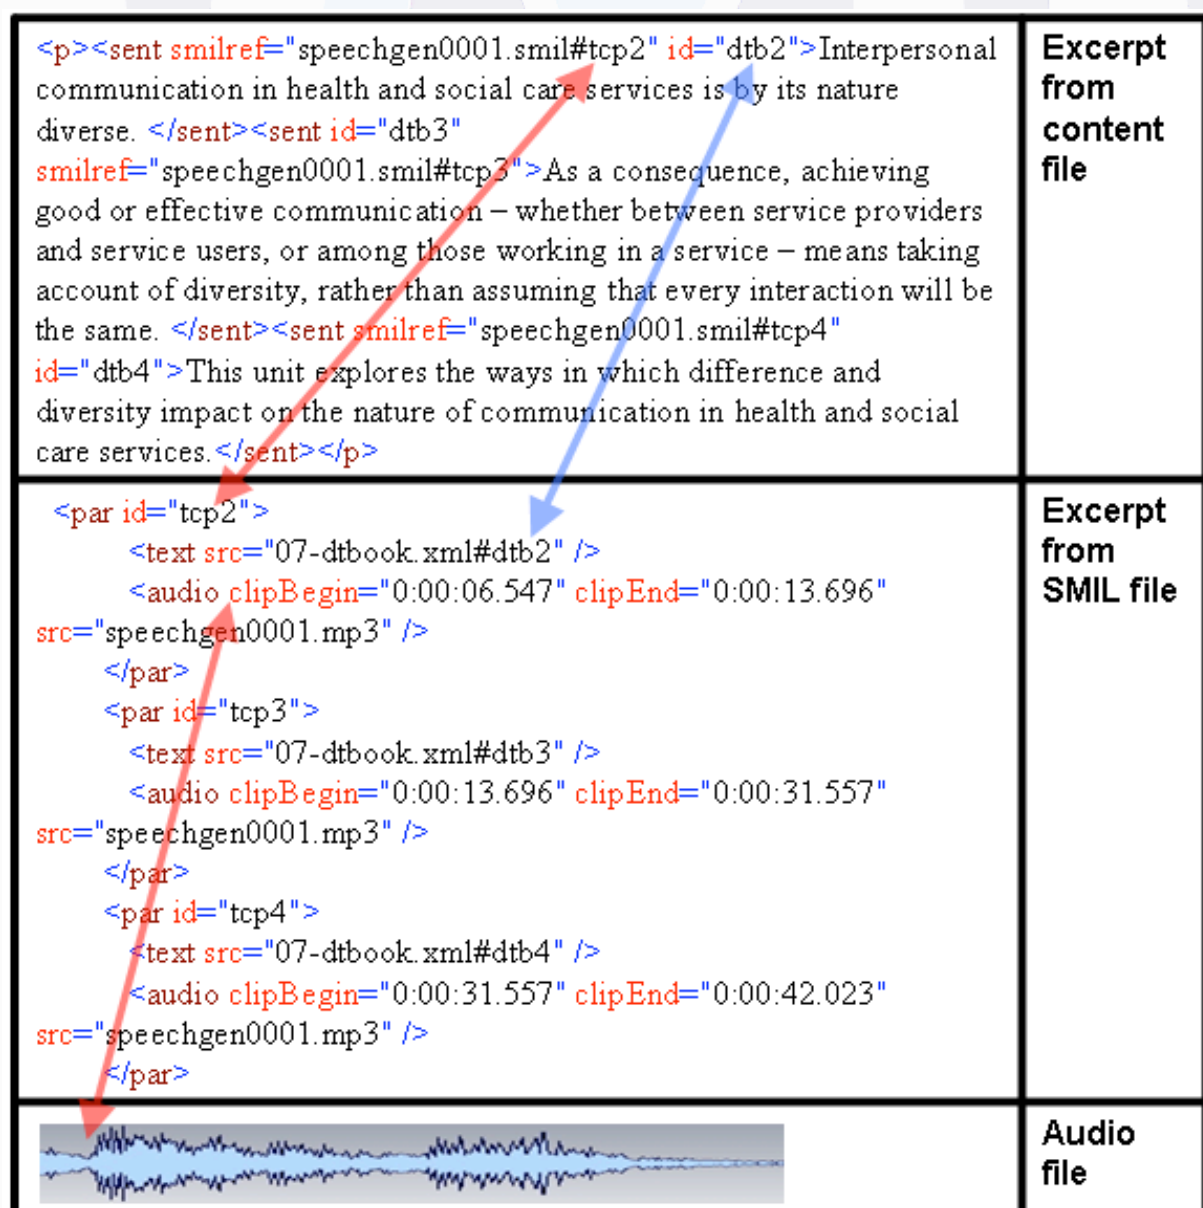 <p><sent smilref="speechgen0001.smil#tcp2" id="dtb2">Interpersonal
communication in health and social care services is by its nature
diverse. </sent><sent id="dtb3"
smilref="speechgen0001.smil#tcp3">As a consequence, achieving
good or effective communication – whether between service providers
and service users, or among those working in a service – means taking
account of diversity, rather than assuming that every interaction will be
the same. </sent><sent smilref="speechgen0001.smil#tcp4"
id="dtb4">This unit explores the ways in which difference and
diversity impact on the nature of communication in health and social
care services.</sent></p>
Excerpt
from
content
file
<par id="tcp2">
<text src="07-dtbook.xml#dtb2" />
<audio clipBegin="0:00:06.547" clipEnd="0:00:13.696"
src="speechgen0001.mp3" />
</par>
<par id="tcp3">
<text src="07-dtbook.xml#dtb3" />
<audio clipBegin="0:00:13.696" clipEnd="0:00:31.557"
src="speechgen0001.mp3" />
</par>
<par id="tcp4">
<text src="07-dtbook.xml#dtb4" />
<audio clipBegin="0:00:31.557" clipEnd="0:00:42.023"
src="speechgen0001.mp3" />
</par>
Excerpt
from
SMIL file
Audio
file